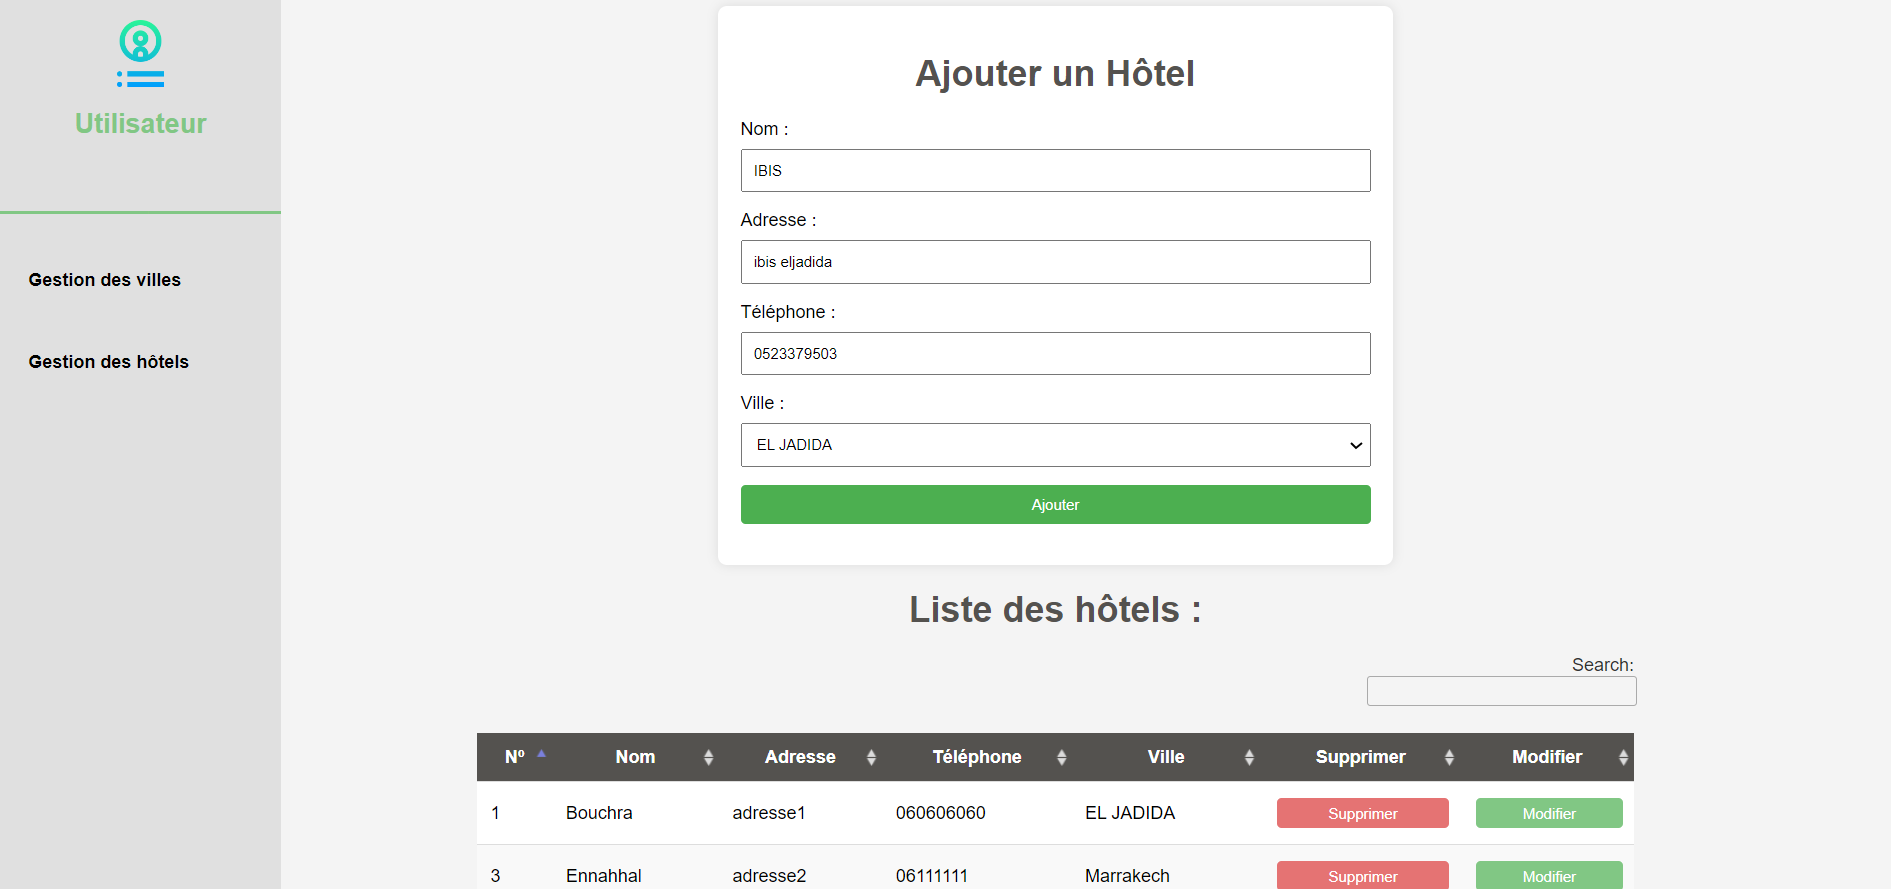 Utilisateur
Gestion des villes
Gestion des hôtels
Ajouter un Hôtel
Nom :
IBIS
Adresse :
ibis eljadida
Téléphone :
0523379503
Ville :
EL JADIDA
Ajouter
Liste des hôtels :
Search:
Nº Nom Adresse Téléphone Ville Supprimer Modifier
1 Bouchra adresse1 060606060 EL JADIDA Supprimer Modifier
3 Ennahhal adresse2 06111111 Marrakech Supprimer Modifier